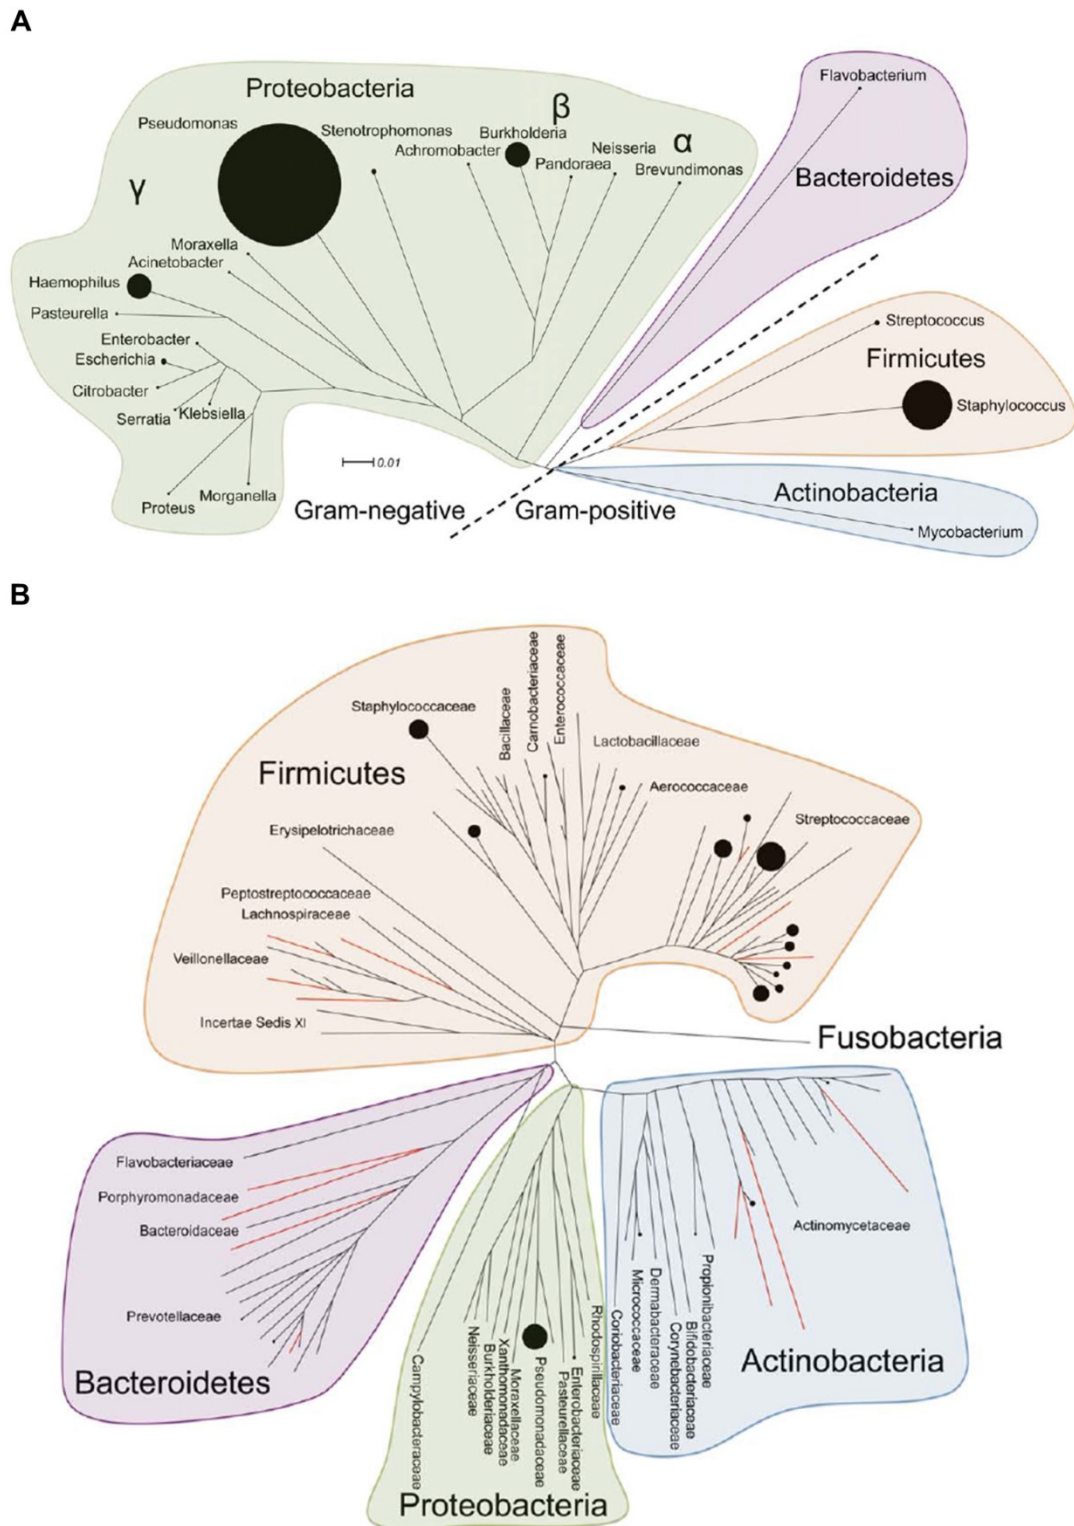 A
Proteobacteria
Pseudomonas
Stenotrophomonas
β
Burkholderia
Achromobacter
Pandoraea
Neisseria
α
Brevundimonas
γ
Moraxella
Acinetobacter
Haemophilus
Pasteurella
Enterobacter
Escherichia
Citrobacter
Serratia
Klebsiella
Proteus
Morganella
0.01
Gram-negative
Gram-positive
Flavobacterium
Bacteroidetes
Streptococcus
Firmicutes
Staphylococcus
Actinobacteria
Mycobacterium
B
Staphylococcaceae
Firmicutes
Bacillaceae
Carnobacteriaceae
Enterococcaceae
Lactobacillaceae
Aerococcaceae
Streptococcaceae
Erysipelotrichaceae
Peptostreptococcaceae
Lachnospiraceae
Veillonellaceae
Incertae Sedis XI
Fusobacteria
Flavobacteriaceae
Porphyromonadaceae
Bacteroidaceae
Prevotellaceae
Bacteroidetes
Campylobacteraceae
Neisseriaceae
Burkholderiaceae
Xanthomonadaceae
Moraxellaceae
Pseudomonadaceae
Pasteurellaceae
Enterobacteriaceae
Rhodospirillaceae
Proteobacteria
Coriobacteriaceae
Micrococcaceae
Dermabacteraceae
Corynebacteriaceae
Bifidobacteriaceae
Propionibacteriaceae
Actinomycetaceae
Actinobacteria